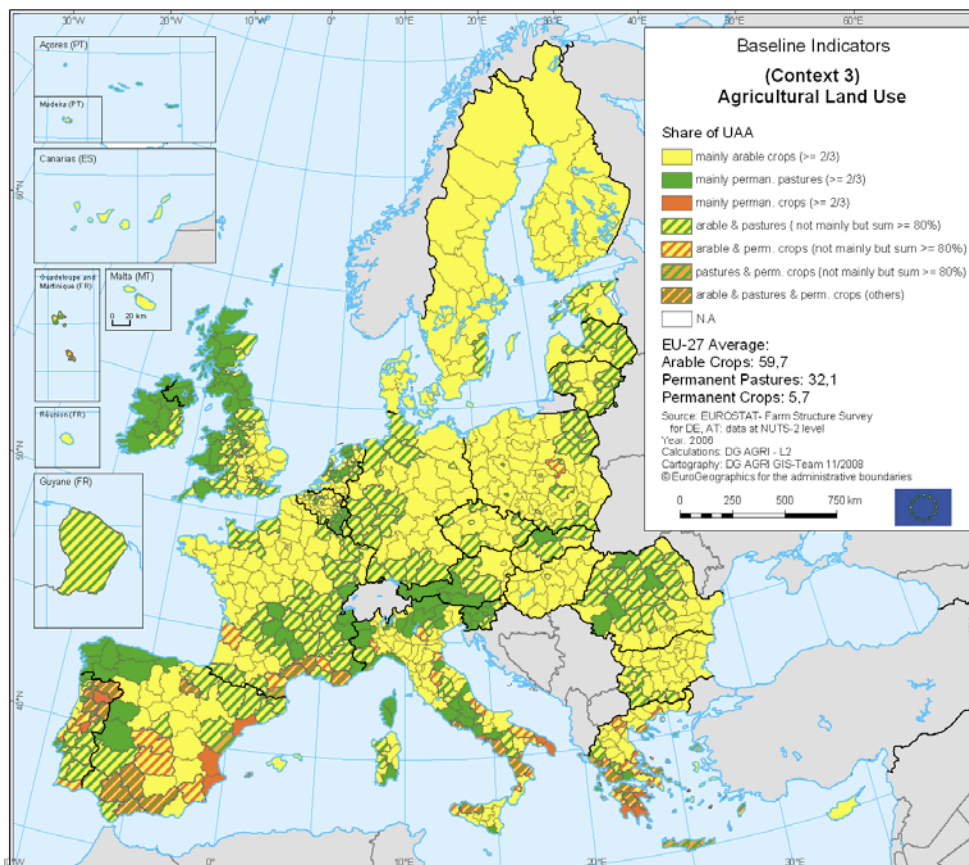 30°W 20°W 10°W 0° 10°E 20°E 30°E 40°E 50°E 60°E
Açores (PT)
Madeira (PT)
Canarias (ES)
Guadeloupe and
Martinique (FR)
Malta (MT)
0 20 km
Réunion (FR)
Guyane (FR)
60°N
50°N
40°N
Baseline Indicators
(Context 3)
Agricultural Land Use
Share of UAA
mainly arable crops (>= 2/3)
mainly perman. pastures (>= 2/3)
mainly perman. crops (>= 2/3)
arable & pastures ( not mainly but sum >= 80%)
arable & perm. crops (not mainly but sum >= 80%)
pastures & perm. crops (not mainly but sum >= 80%)
arable & pastures & perm. crops (others)
N.A
EU-27 Average:
Arable Crops: 59,7
Permanent Pastures: 32,1
Permanent Crops: 5,7
Source: EUROSTAT- Farm Structure Survey
for DE, AT: data at NUTS-2 level
Year: 2006
Calculations: DG AGRI - L2
Cartography: DG AGRI GIS-Team 11/2008
© EuroGeographics for the administrative boundaries
0 250 500 750 km
40°N
10°W 0° 10°E 20°E 30°E